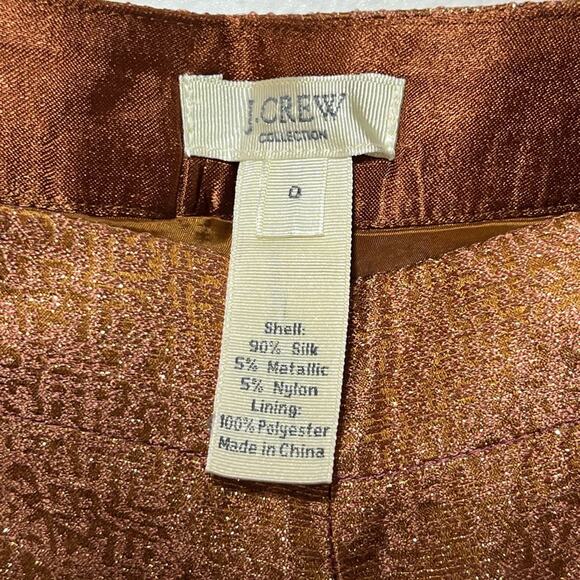 J.CREW
COLLECTION
0
Shell:
90% Silk
5% Metallic
5% Nylon
Lining:
100% Polyester
Made in China